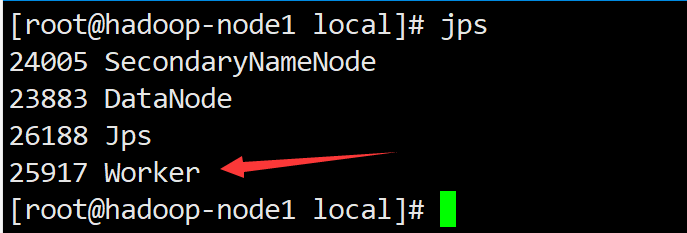 [root@hadoop-node1 local]# jps
24005 SecondaryNameNode
23883 DataNode
26188 Jps
25917 Worker
[root@hadoop-node1 local]#